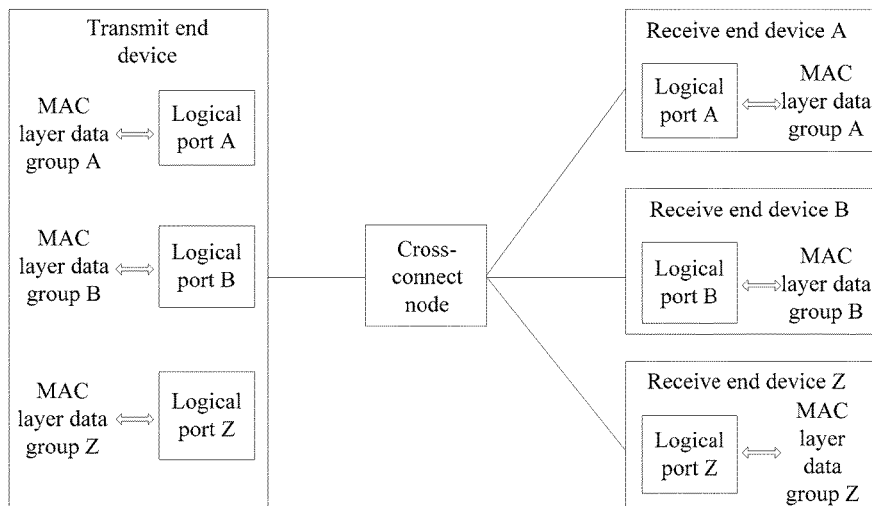 Transmit end
device
MAC
layer data
group A
Logical
port A
MAC
layer data
group B
Logical
port B
MAC
layer data
group Z
Logical
port Z
Cross-
connect
node
Receive end device A
Logical
port A
MAC
layer data
group A
Receive end device B
Logical
port B
MAC
layer data
group B
Receive end device Z
Logical
port Z
MAC
layer
data
group Z